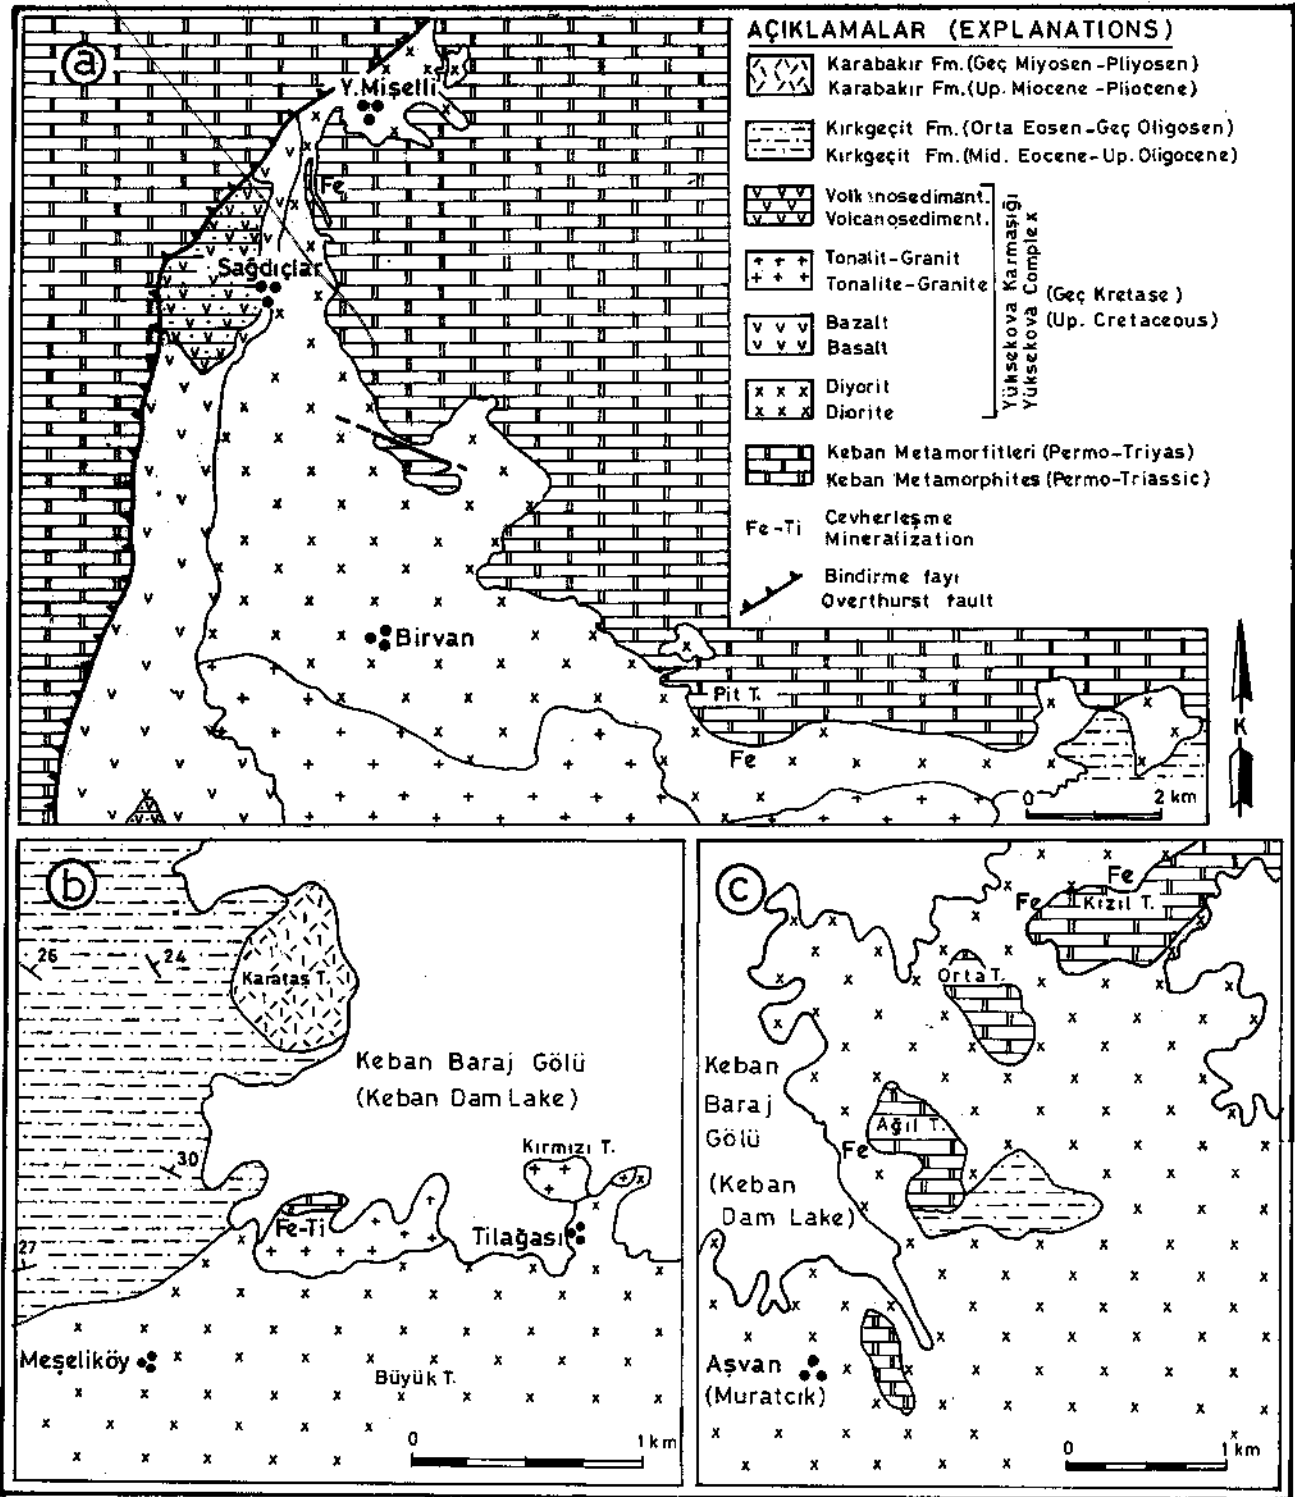 a
Y.Mişelli
Fe
Sağdıçlar
Birvan
Pit T.
Fe
0 2 km
K
AÇIKLAMALAR (EXPLANATIONS)
Karabakır Fm.(Geç Miyosen-Pliyosen)
Karabakır Fm.(Up. Miocene-Pliocene)
Kırkgeçit Fm.(Orta Eosen-Geç Oligosen)
Kırkgeçit Fm.(Mid. Eocene-Up. Oligocene)
Volkanosedimant.
Volcanosediment.
Tonalit-Granit
Tonalite-Granite
Bazalt
Basalt
Diyorit
Diorite
Yüksekova Karmaşığı
Yüksekova Complex
(Geç Kretase)
(Up. Cretaceous)
Keban Metamorfitleri (Permo-Triyas)
Keban Metamorphites (Permo-Triassic)
Fe-Ti Cevherleşme
Mineralization
Bindirme fayı
Overthurst fault
b
26
24
Karataş T.
Keban Baraj Gölü
(Keban Dam Lake)
30
Kırmızı T.
Fe-Ti
Tilağası
27
Meşeliköy
Büyük T.
0 1 km
c
Fe
Fe
Kızıl T.
Orta T.
Keban
Baraj
Gölü
(Keban
Dam Lake)
Ağıl T.
Fe
Aşvan
(Muratcık)
0 1 km